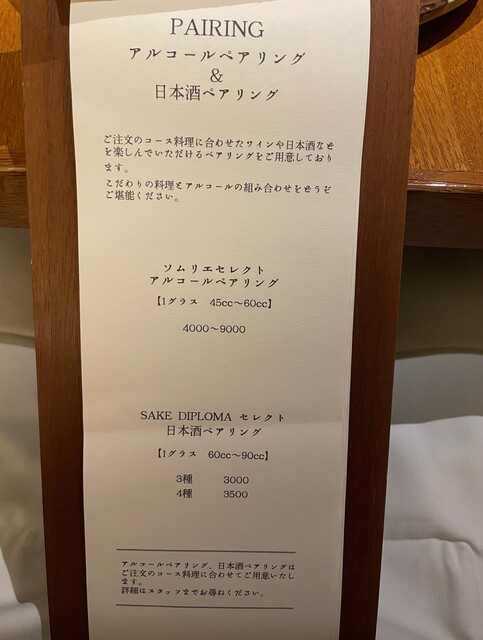 PAIRING
アルコールペアリング
&
日本酒ペアリング
ご注文のコース料理に合わせたワインや日本酒など
を楽しんでいただけるペアリングをご用意しており
ます。
こだわりの料理とアルコールの組み合わせをどうぞ
ご堪能ください。
ソムリエセレクト
アルコールペアリング
【1グラス 45cc～60cc】
4000～9000
SAKE DIPLOMA セレクト
日本酒ペアリング
【1グラス 60cc～90cc】
3種 3000
4種 3500
アルコールペアリング、日本酒ペアリングは
ご注文のコース料理に合わせてご用意いたし
ます。
詳細はスタッフまでお尋ねください。